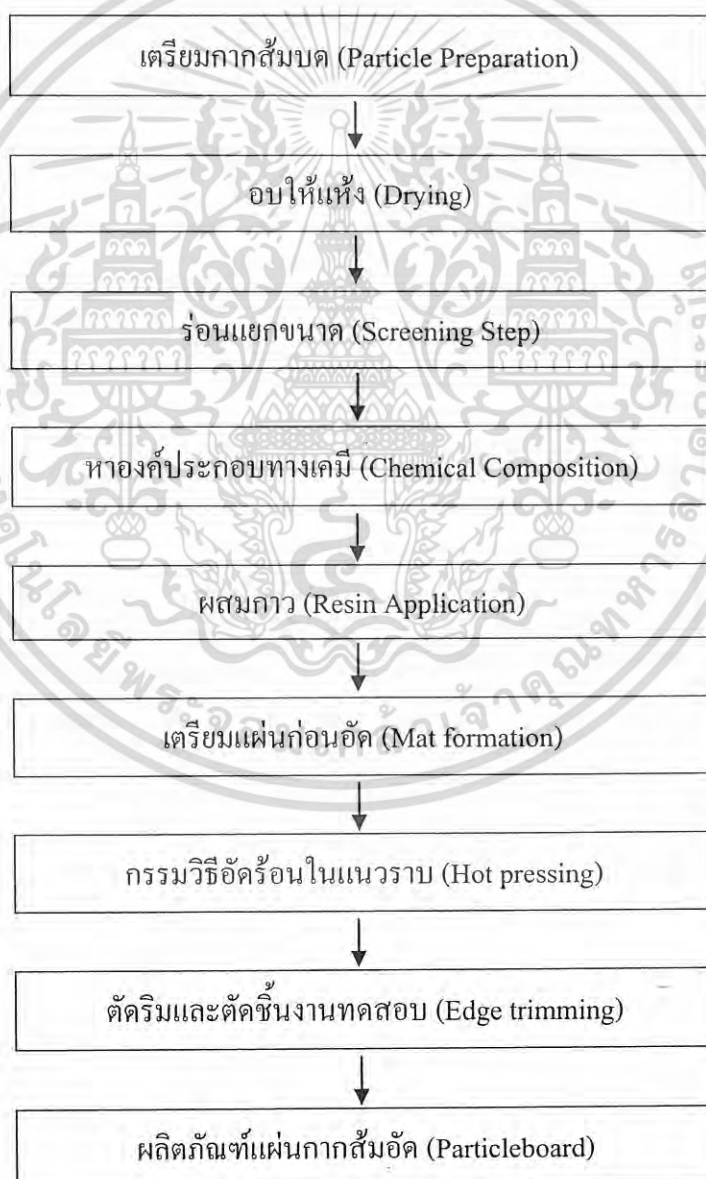 เตรียมกากส้มบด (Particle Preparation)
อบให้แห้ง (Drying)
ร่อนแยกขนาด (Screening Step)
หาองค์ประกอบทางเคมี (Chemical Composition)
ผสมกาว (Resin Application)
เตรียมแผ่นก่อนอัด (Mat formation)
กรรมวิธีอัดร้อนในแนวราบ (Hot pressing)
ตัดริมและตัดชิ้นงานทดสอบ (Edge trimming)
ผลิตภัณฑ์แผ่นกากส้มอัด (Particleboard)